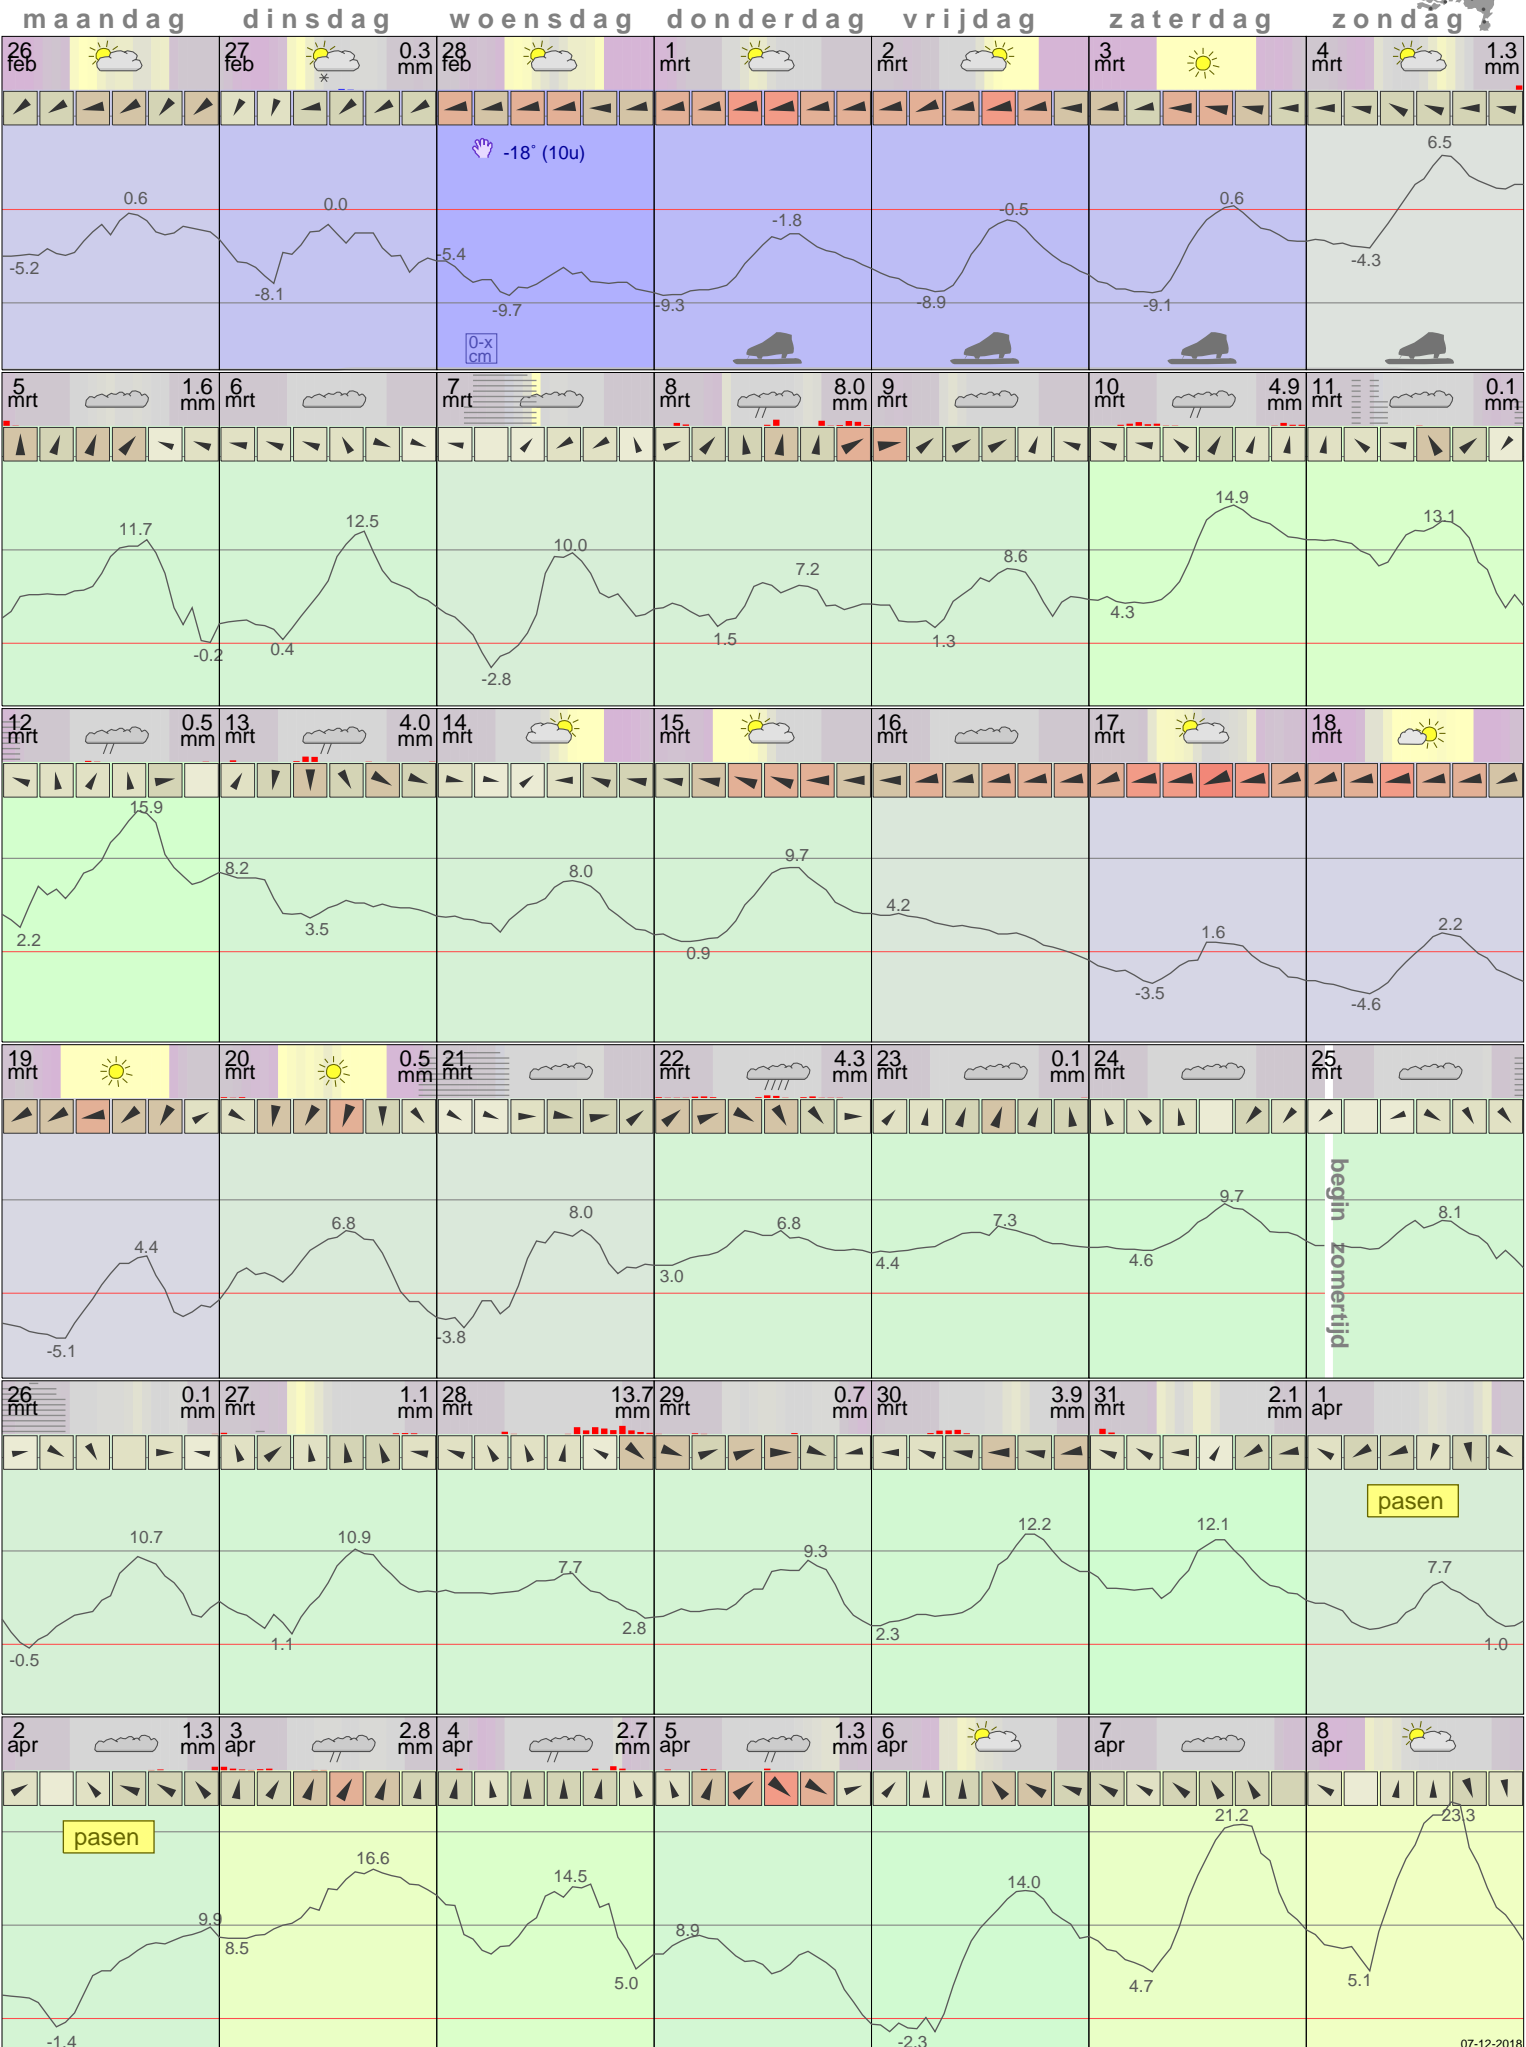 maandag dinsdag woensdag donderdag vrijdag zaterdag zondag
26 feb
27 feb 0.3 mm
28 feb
1 mrt
2 mrt
3 mrt
4 mrt 1.3 mm
-18° (10u)
0.6 -5.2
0.0 -8.1
-5.4 -9.7
-1.8 -9.3
-0.5 -8.9
0.6 -9.1
6.5 -4.3
0-x cm
5 mrt 1.6 mm
6 mrt
7 mrt
8 mrt 8.0 mm
9 mrt
10 mrt 4.9 mm
11 mrt 0.1 mm
11.7 -0.2
12.5 0.4
10.0 -2.8
7.2 1.5
8.6 1.3
14.9 4.3
13.1
12 mrt 0.5 mm
13 mrt 4.0 mm
14 mrt
15 mrt
16 mrt
17 mrt
18 mrt
15.9 2.2
8.2 3.5
8.0
9.7 0.9
4.2
1.6 -3.5
2.2 -4.6
19 mrt
20 mrt 0.5 mm
21 mrt
22 mrt 4.3 mm
23 mrt 0.1 mm
24 mrt
25 mrt
4.4 -5.1
6.8
8.0 -3.8
6.8 3.0
7.3 4.4
9.7 4.6
8.1
begin zomertijd
26 mrt 0.1 mm
27 mrt 1.1 mm
28 mrt 13.7 mm
29 mrt 0.7 mm
30 mrt 3.9 mm
31 mrt 2.1 mm
1 apr
pasen
10.7 -0.5
10.9 1.1
7.7 2.8
9.3
12.2 2.3
12.1
7.7 1.0
2 apr 1.3 mm
3 apr 2.8 mm
4 apr 2.7 mm
5 apr 1.3 mm
6 apr
7 apr
8 apr
pasen
9.9 -1.4
16.6 8.5
14.5 5.0
8.9
14.0 -2.3
21.2 4.7
23.3 5.1
07-12-2018